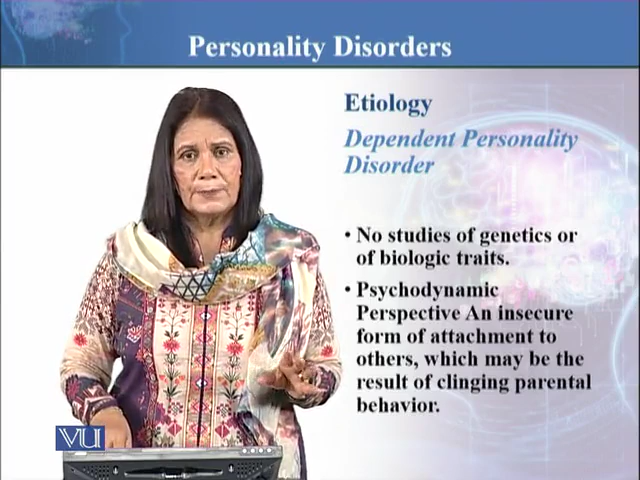 Personality Disorders
Etiology
Dependent Personality
Disorder
• No studies of genetics or
of biologic traits.
• Psychodynamic
Perspective An insecure
form of attachment to
others, which may be the
result of clinging parental
behavior.
VU